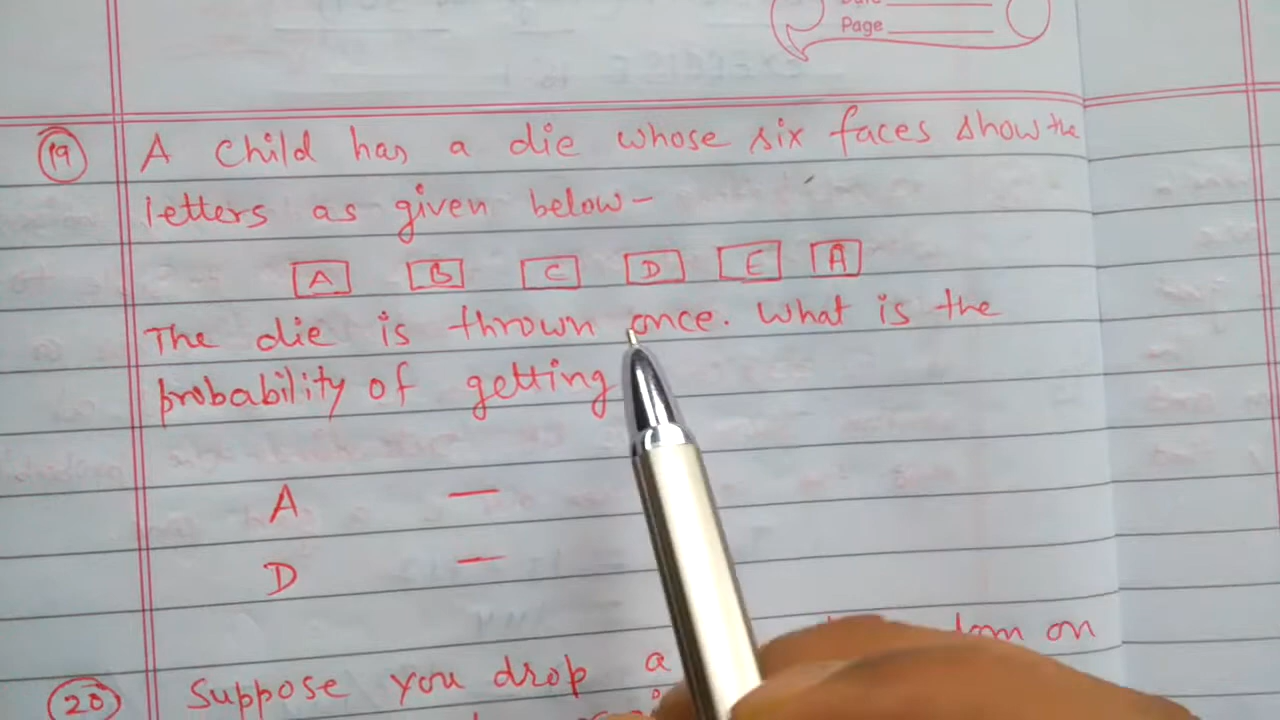 Page
19 A child has a die whose six faces show the
letters as given below-
A B C D E A
The die is thrown once. What is the
probability of getting
A —
D —
20 Suppose you drop a on